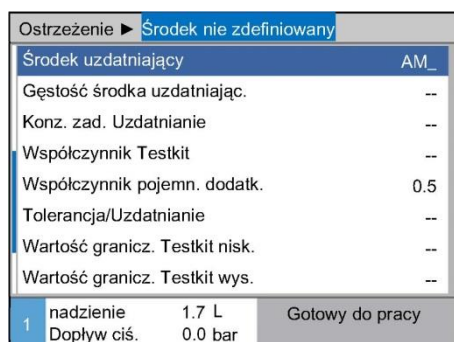 Ostrzeżenie ► Środek nie zdefiniowany
Środek uzdatniający AM_
Gęstość środka uzdatniając. --
Konz. zad. Uzdatnianie --
Współczynnik Testkit --
Współczynnik pojemn. dodatk. 0.5
Tolerancja/Uzdatnianie --
Wartość granicz. Testkit nisk. --
Wartość granicz. Testkit wys. --
1 nadzienie 1.7 L Gotowy do pracy
Dopływ ciś. 0.0 bar